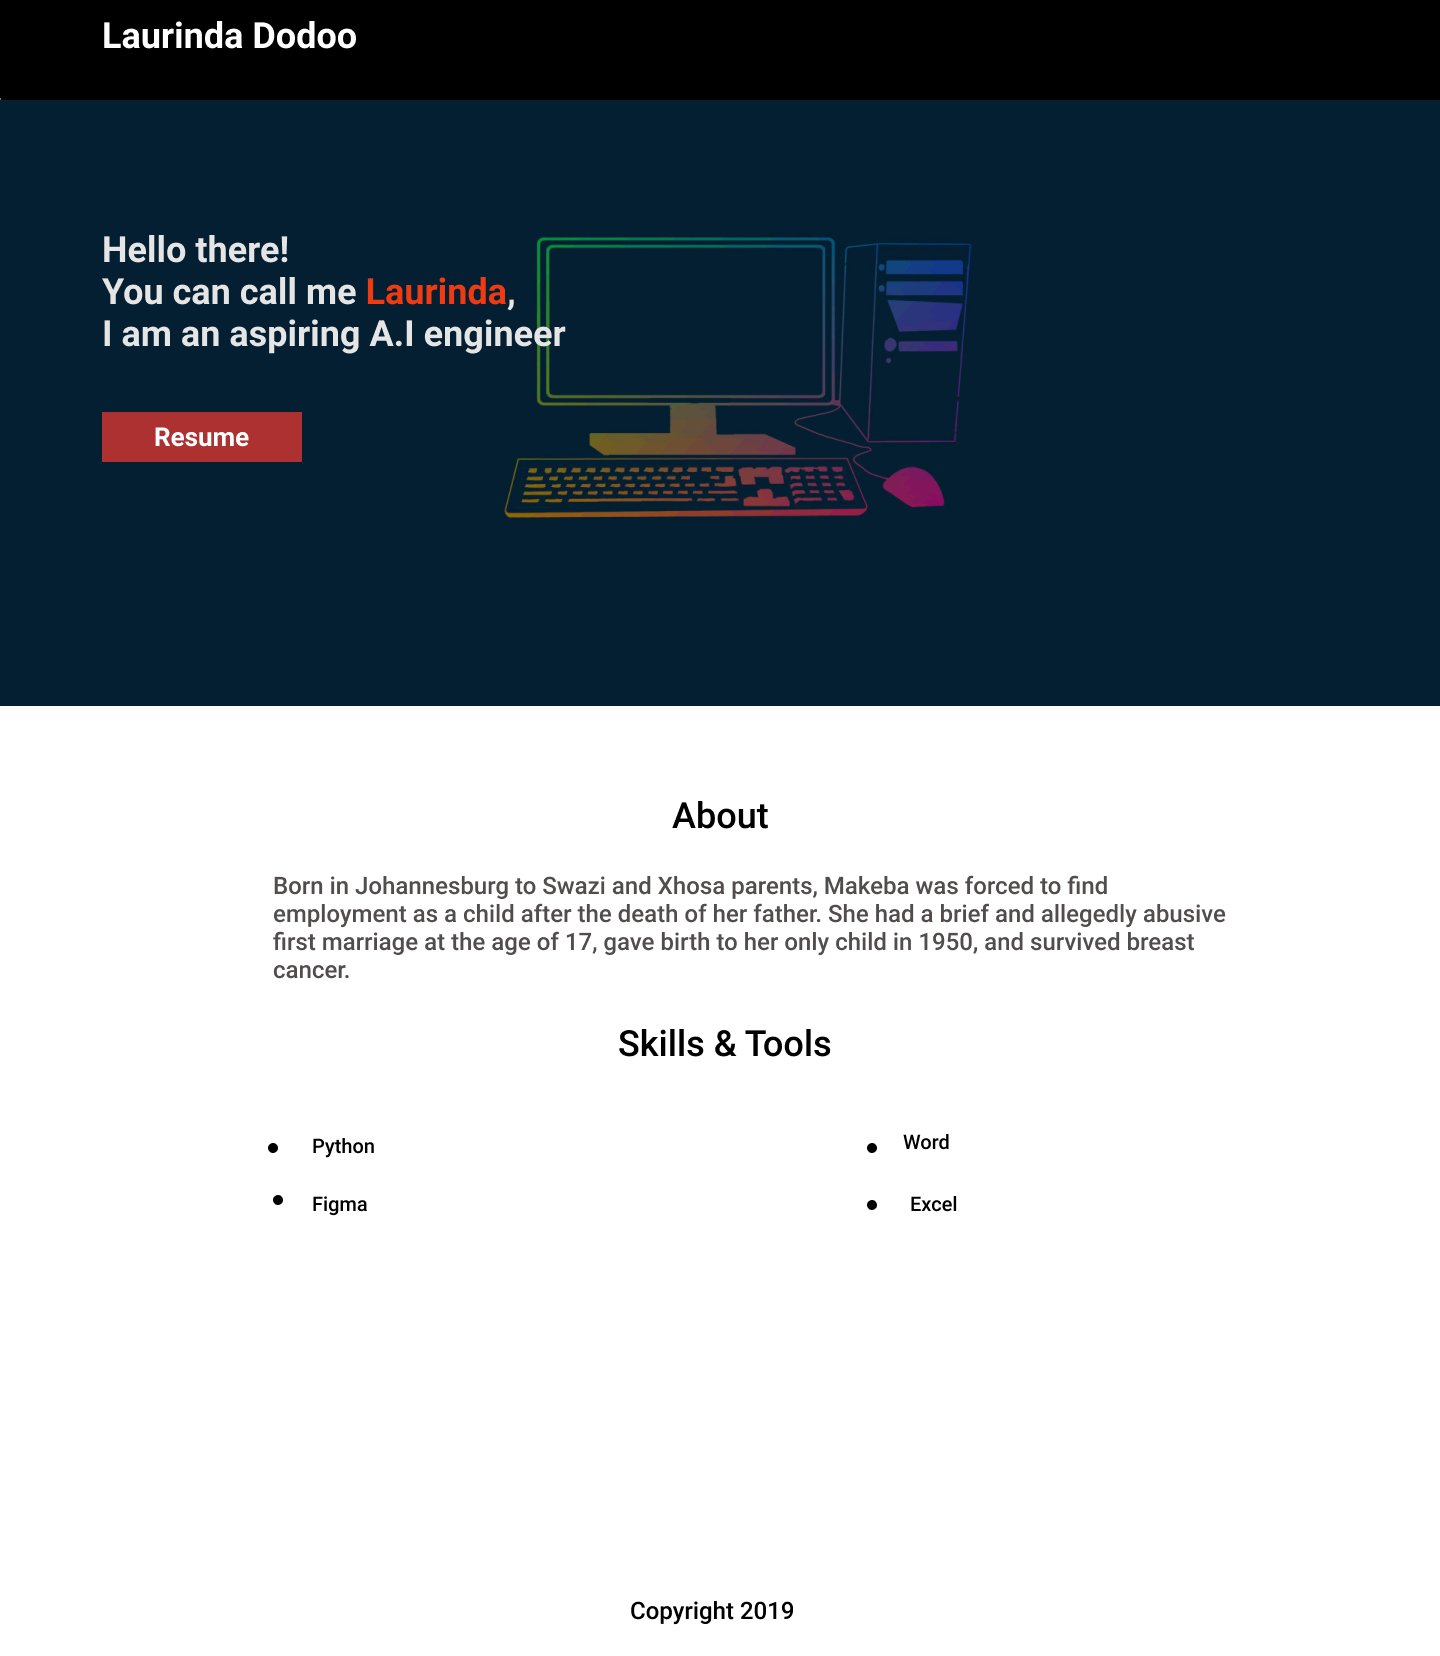 Laurinda Dodoo
Hello there!
You can call me Laurinda,
I am an aspiring A.I engineer
Resume
About
Born in Johannesburg to Swazi and Xhosa parents, Makeba was forced to find
employment as a child after the death of her father. She had a brief and allegedly abusive
first marriage at the age of 17, gave birth to her only child in 1950, and survived breast
cancer.
Skills & Tools
Python
Word
Figma
Excel
Copyright 2019